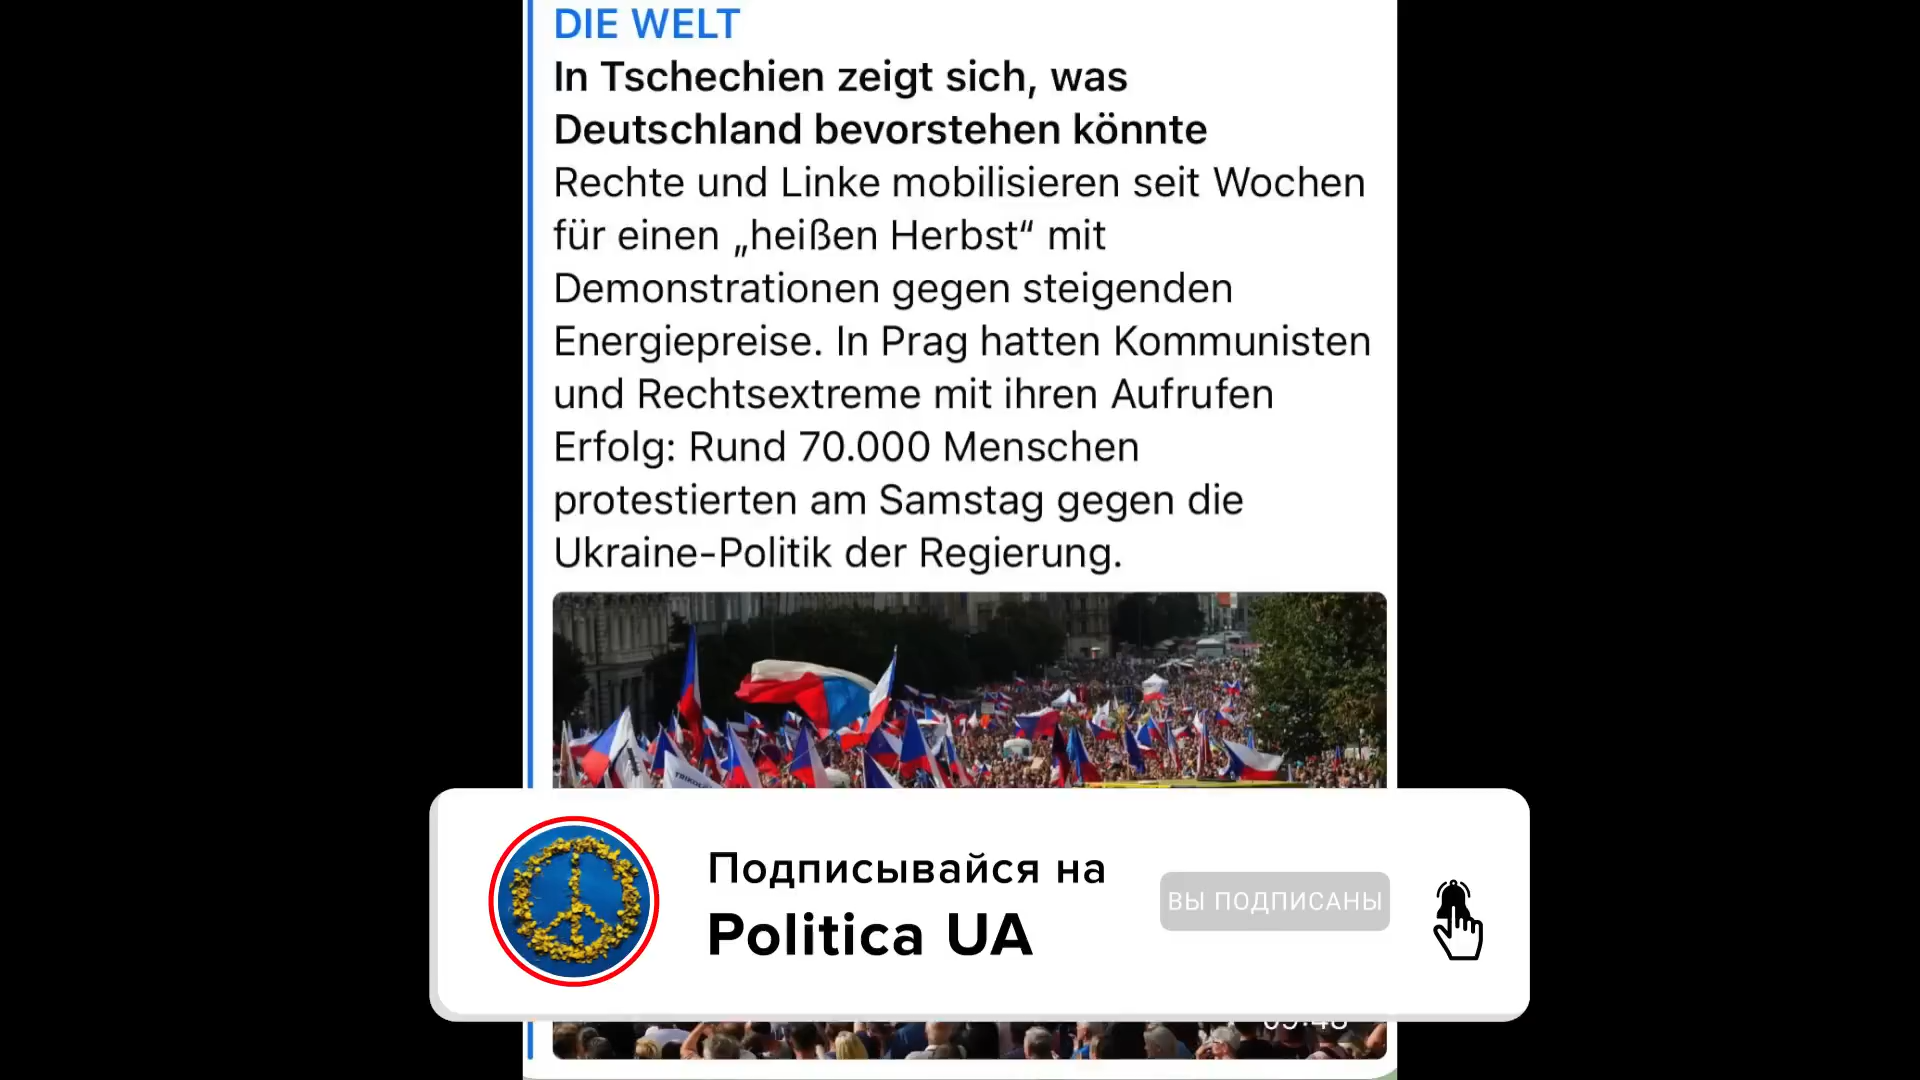 DIE WELT
In Tschechien zeigt sich, was
Deutschland bevorstehen könnte
Rechte und Linke mobilisieren seit Wochen
für einen „heißen Herbst“ mit
Demonstrationen gegen steigenden
Energiepreise. In Prag hatten Kommunisten
und Rechtsextreme mit ihren Aufrufen
Erfolg: Rund 70.000 Menschen
protestierten am Samstag gegen die
Ukraine-Politik der Regierung.
Подписывайся на
Politica UA
ВЫ ПОДПИСАНЫ